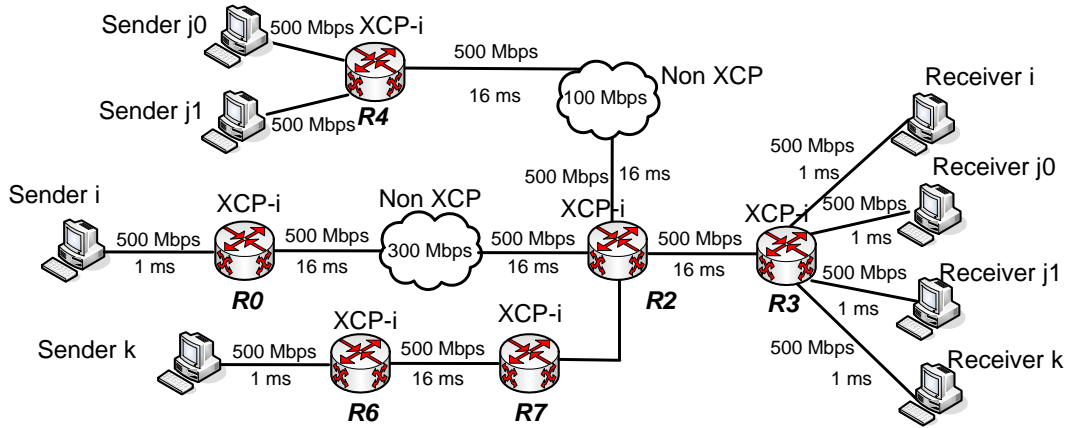 Sender j0
500 Mbps
XCP-i
500 Mbps
16 ms
Non XCP
100 Mbps
Sender j1
500 Mbps
R4
500 Mbps
16 ms
Receiver i
500 Mbps
1 ms
Receiver j0
500 Mbps
1 ms
Sender i
500 Mbps
1 ms
XCP-i
R0
500 Mbps
16 ms
Non XCP
300 Mbps
500 Mbps
16 ms
XCP-i
R2
500 Mbps
16 ms
XCP-i
R3
500 Mbps
1 ms
Receiver j1
500 Mbps
1 ms
Receiver k
Sender k
500 Mbps
1 ms
XCP-i
R6
500 Mbps
16 ms
XCP-i
R7